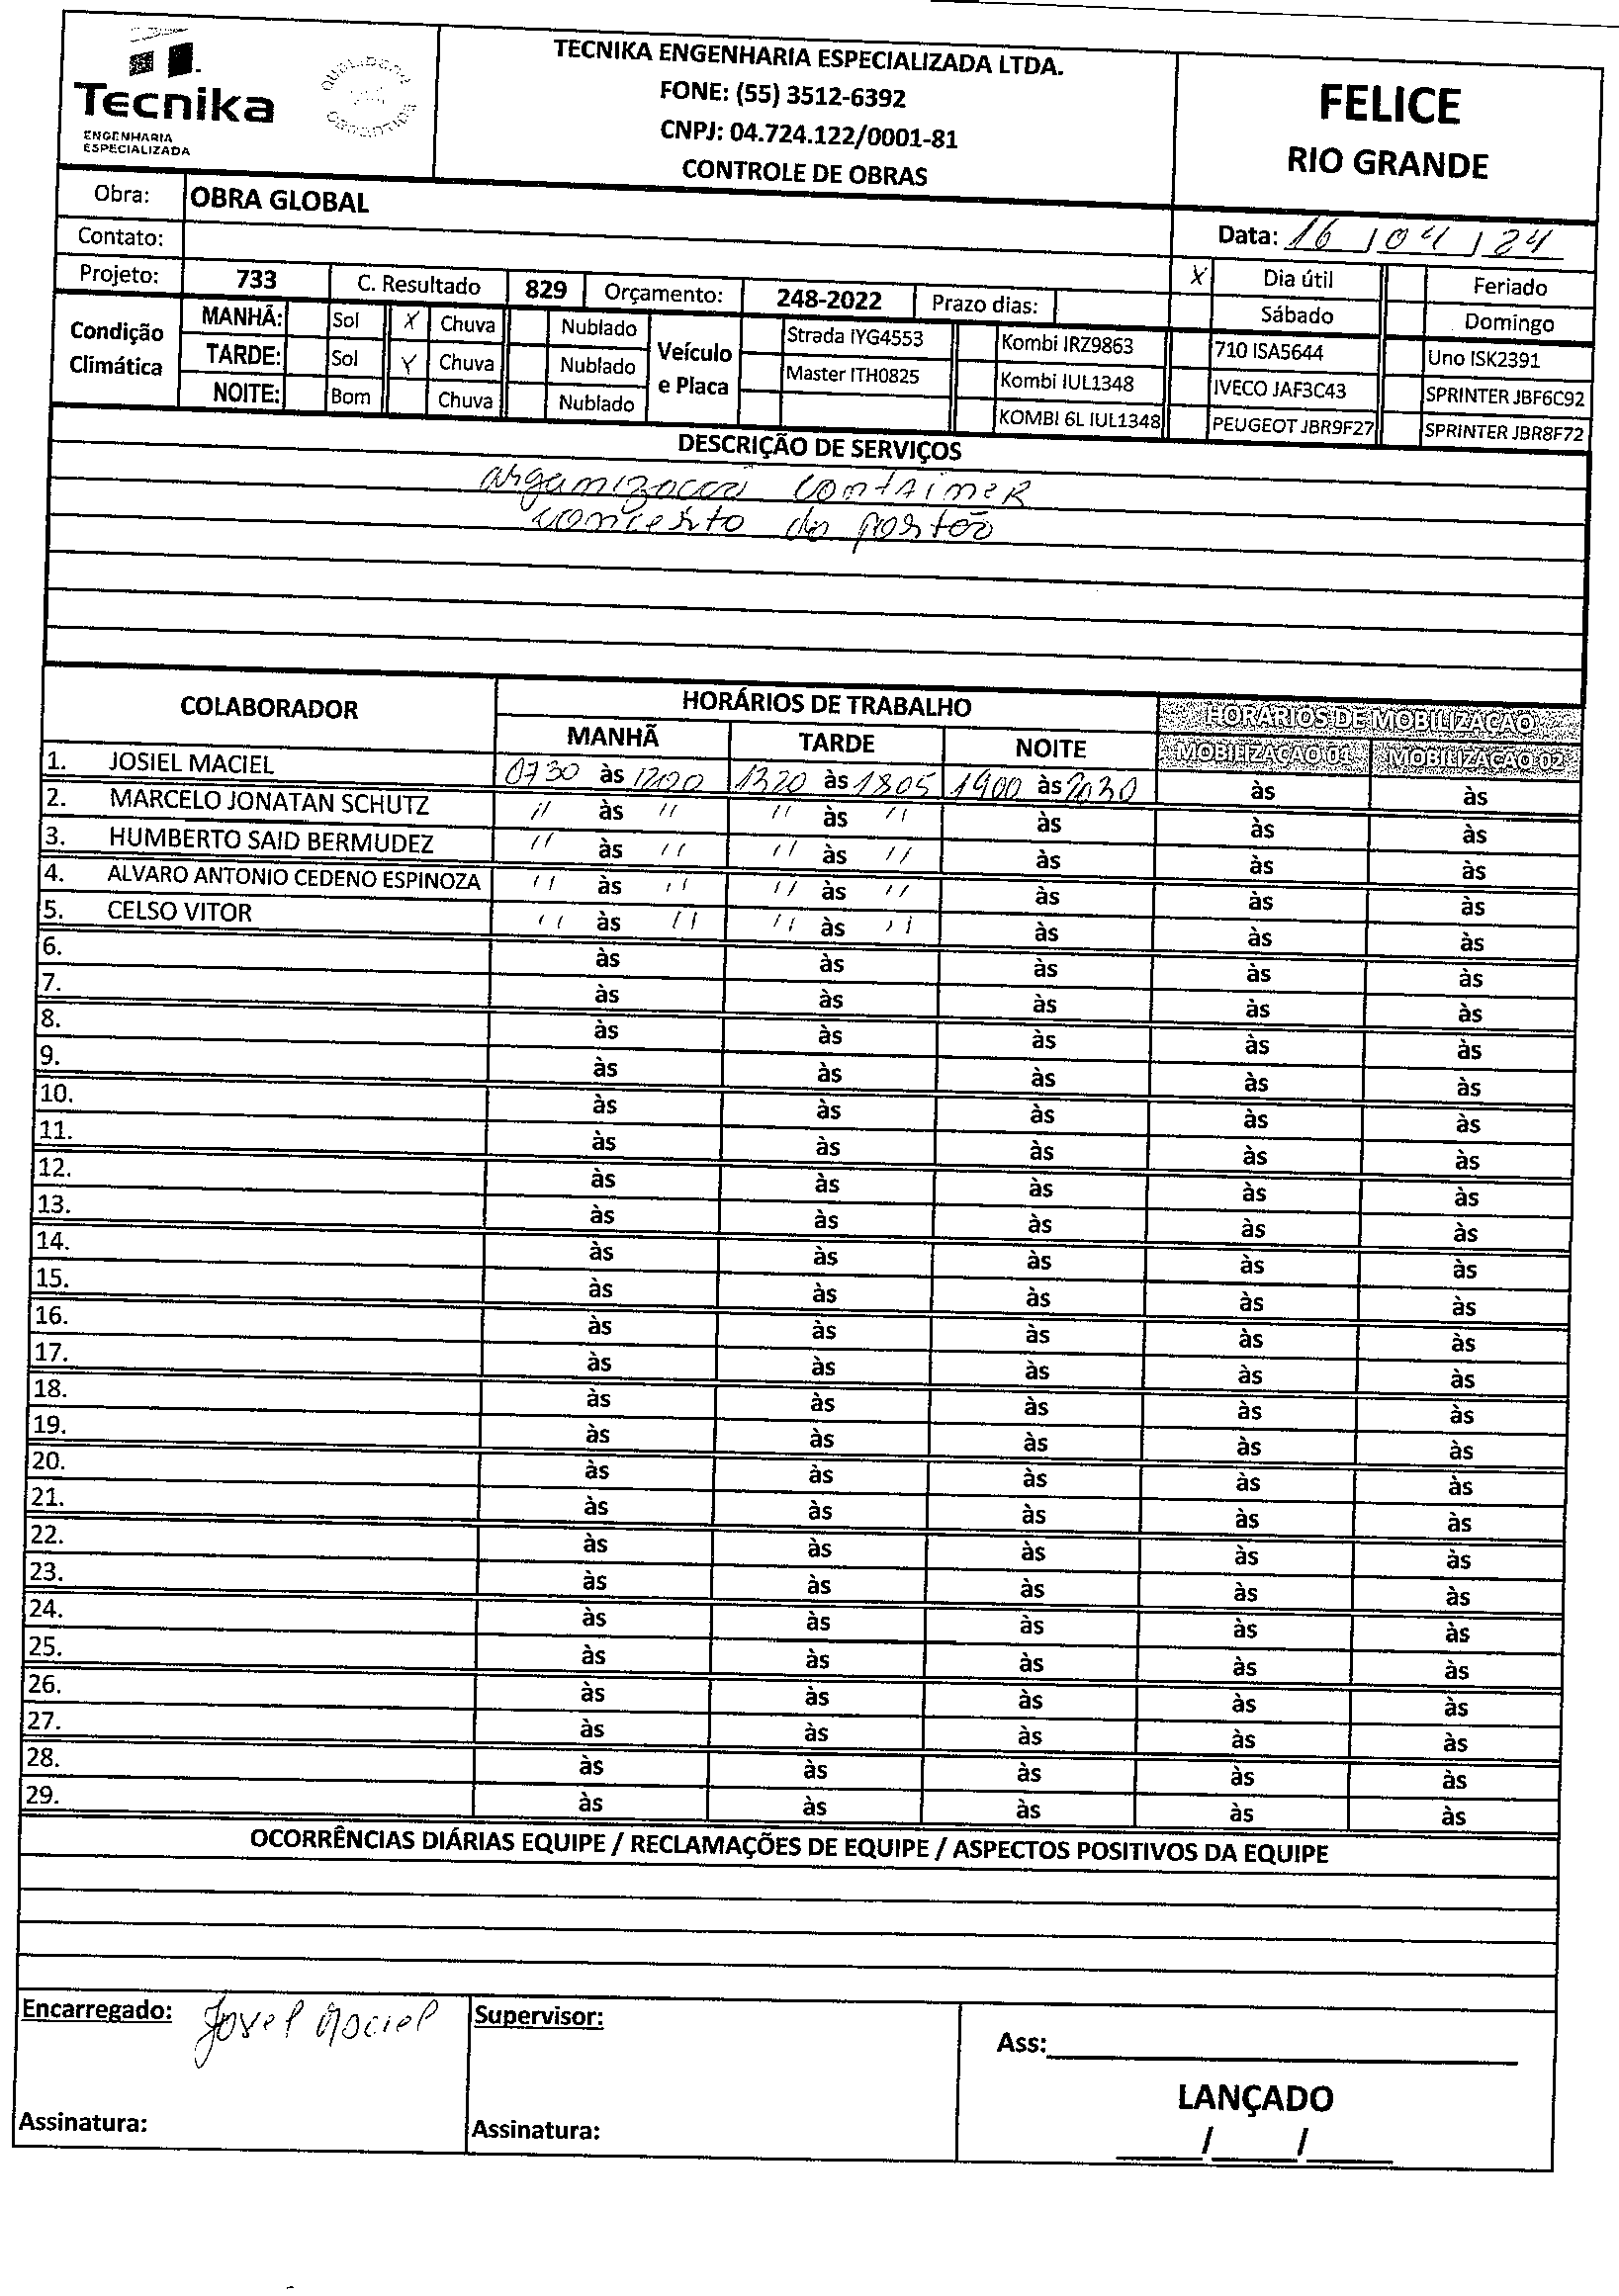 Tecnika
ENGENHARIA
ESPECIALIZADA
QUALIDADE
GARANTIDA
TECNIKA ENGENHARIA ESPECIALIZADA LTDA.
FONE: (55) 3512-6392
CNPJ: 04.724.122/0001-81
CONTROLE DE OBRAS
FELICE
RIO GRANDE
Obra: OBRA GLOBAL
Contato:
Data: 16 / 04 / 24
Projeto: 733 C. Resultado 829 Orçamento: 248-2022 Prazo dias:
X Dia útil Feriado
Sábado Domingo
Condição Climática
MANHÃ: Sol X Chuva Nublado
TARDE: Sol X Chuva Nublado
NOITE: Bom Chuva Nublado
Veículo e Placa
Strada IYG4553 Kombi IRZ9863 710 ISA5644 Uno ISK2391
Master ITH0825 Kombi IUL1348 IVECO JAF3C43 SPRINTER JBF6C92
KOMBI 6L IUL1348 PEUGEOT JBR9F27 SPRINTER JBR8F72
DESCRIÇÃO DE SERVIÇOS
organização container
concerto do portão
COLABORADOR HORÁRIOS DE TRABALHO HORÁRIOS DE MOBILIZAÇÃO
MANHÃ TARDE NOITE MOBILIZAÇÃO 01 MOBILIZAÇÃO 02
1. JOSIEL MACIEL 0730 às 1200 1320 às 1805 1900 às 2030 às às
2. MARCELO JONATAN SCHUTZ " às " " às " às às às
3. HUMBERTO SAID BERMUDEZ " às " " às " às às às
4. ALVARO ANTONIO CEDENO ESPINOZA " às " " às " às às às
5. CELSO VITOR " às " " às " às às às
6. às às às às às
7. às às às às às
8. às às às às às
9. às às às às às
10. às às às às às
11. às às às às às
12. às às às às às
13. às às às às às
14. às às às às às
15. às às às às às
16. às às às às às
17. às às às às às
18. às às às às às
19. às às às às às
20. às às às às às
21. às às às às às
22. às às às às às
23. às às às às às
24. às às às às às
25. às às às às às
26. às às às às às
27. às às às às às
28. às às às às às
29. às às às às às
OCORRÊNCIAS DIÁRIAS EQUIPE / RECLAMAÇÕES DE EQUIPE / ASPECTOS POSITIVOS DA EQUIPE
Encarregado: Josiel Maciel
Supervisor:
Ass:
LANÇADO
Assinatura:
Assinatura:
/ /